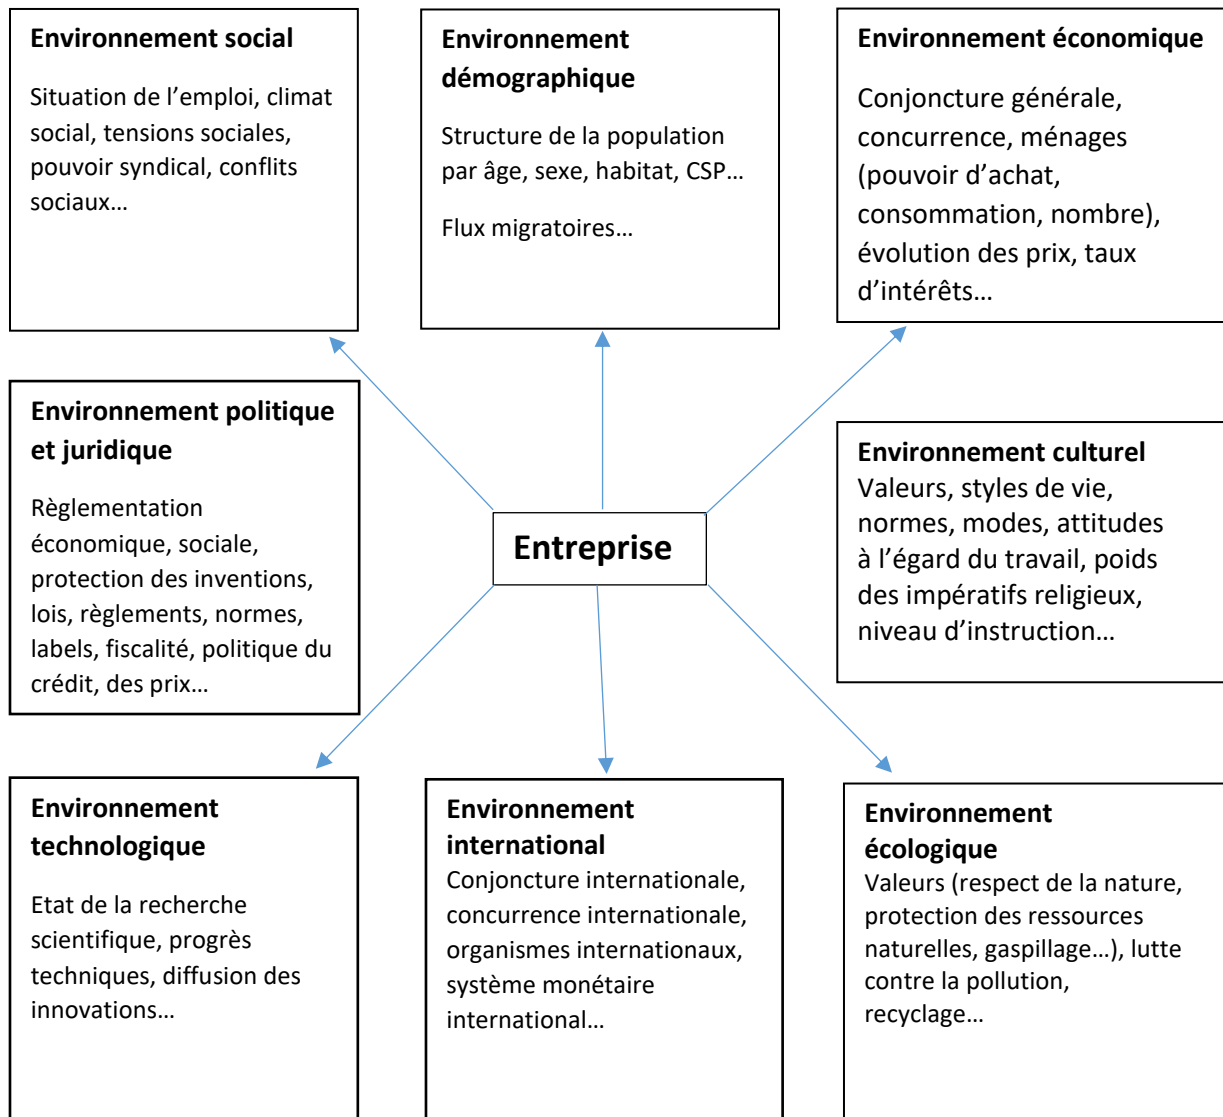 Environnement social
Situation de l’emploi, climat
social, tensions sociales,
pouvoir syndical, conflits
sociaux…
Environnement
démographique
Structure de la population
par âge, sexe, habitat, CSP…
Flux migratoires…
Environnement économique
Conjoncture générale,
concurrence, ménages
(pouvoir d’achat,
consommation, nombre),
évolution des prix, taux
d’intérêts…
Environnement politique
et juridique
Règlementation
économique, sociale,
protection des inventions,
lois, règlements, normes,
labels, fiscalité, politique du
crédit, des prix…
Entreprise
Environnement culturel
Valeurs, styles de vie,
normes, modes, attitudes
à l’égard du travail, poids
des impératifs religieux,
niveau d’instruction…
Environnement
technologique
Etat de la recherche
scientifique, progrès
techniques, diffusion des
innovations…
Environnement
international
Conjoncture internationale,
concurrence internationale,
organismes internationaux,
système monétaire
international…
Environnement
écologique
Valeurs (respect de la nature,
protection des ressources
naturelles, gaspillage…), lutte
contre la pollution,
recyclage…